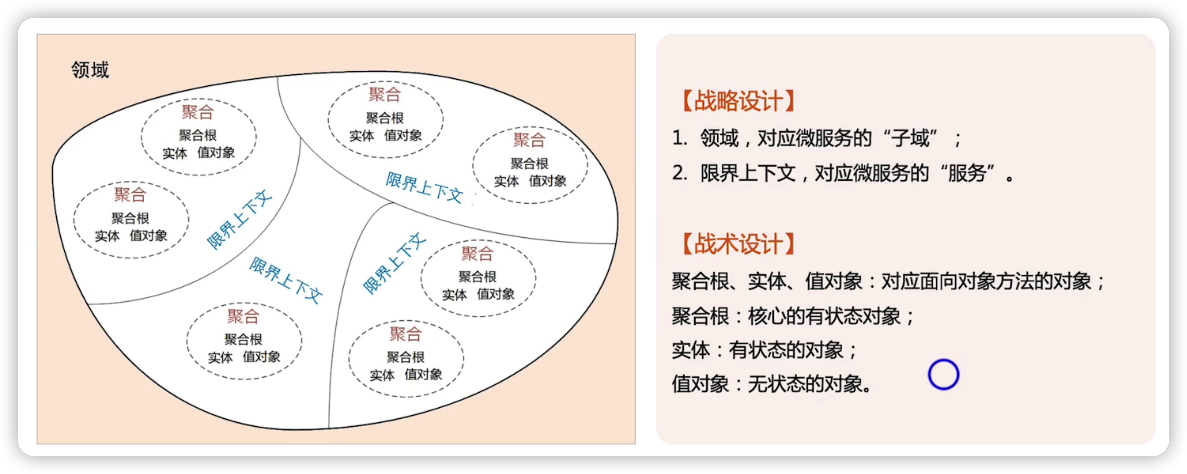 领域
聚合
聚合根
实体 值对象
聚合
聚合根
实体 值对象
限界上下文
聚合
聚合根
实体 值对象
聚合
聚合根
实体 值对象
限界上下文
限界上下文
聚合
聚合根
实体 值对象
限界上下文
聚合
聚合根
实体 值对象
聚合
聚合根
实体 值对象
【战略设计】
1. 领域，对应微服务的“子域”；
2. 限界上下文，对应微服务的“服务”。
【战术设计】
聚合根、实体、值对象：对应面向对象方法的对象；
聚合根：核心的有状态对象；
实体：有状态的对象；
值对象：无状态的对象。